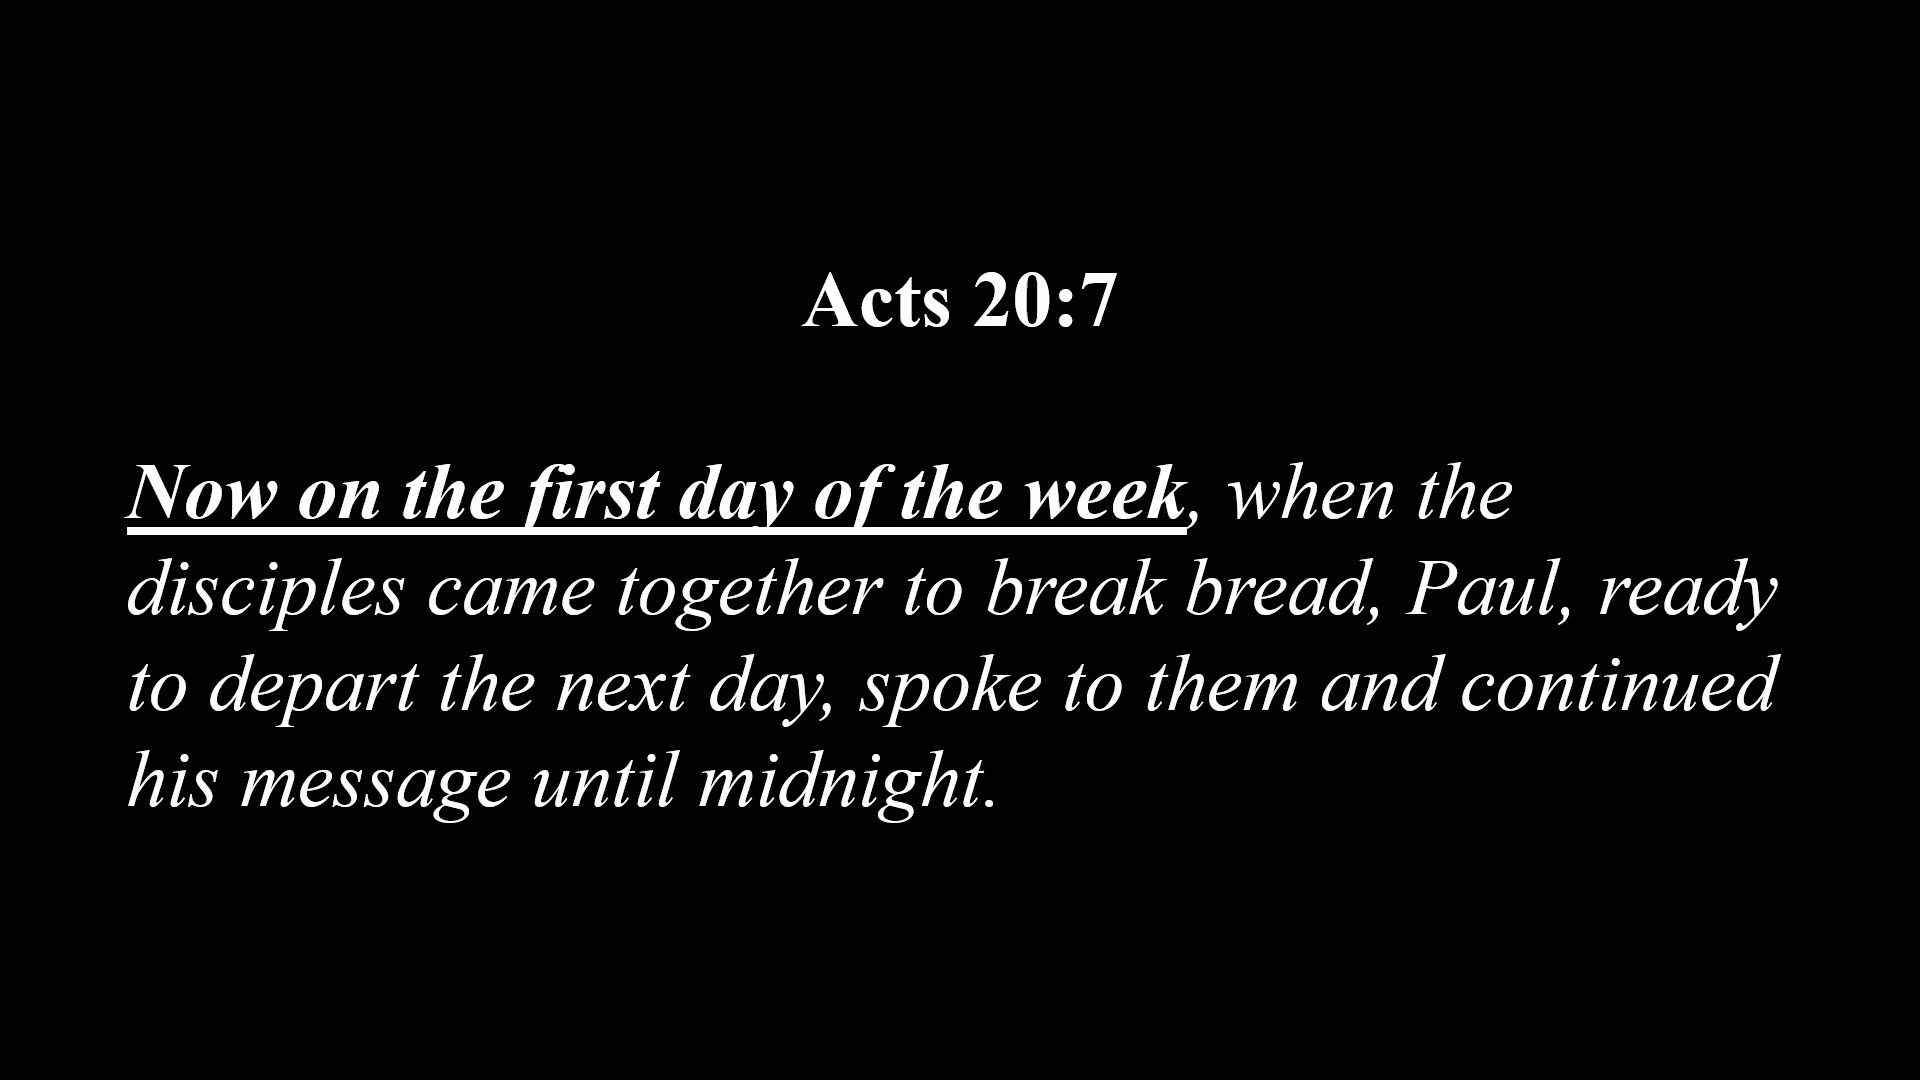 Acts 20:7
Now on the first day of the week, when the
disciples came together to break bread, Paul, ready
to depart the next day, spoke to them and continued
his message until midnight.